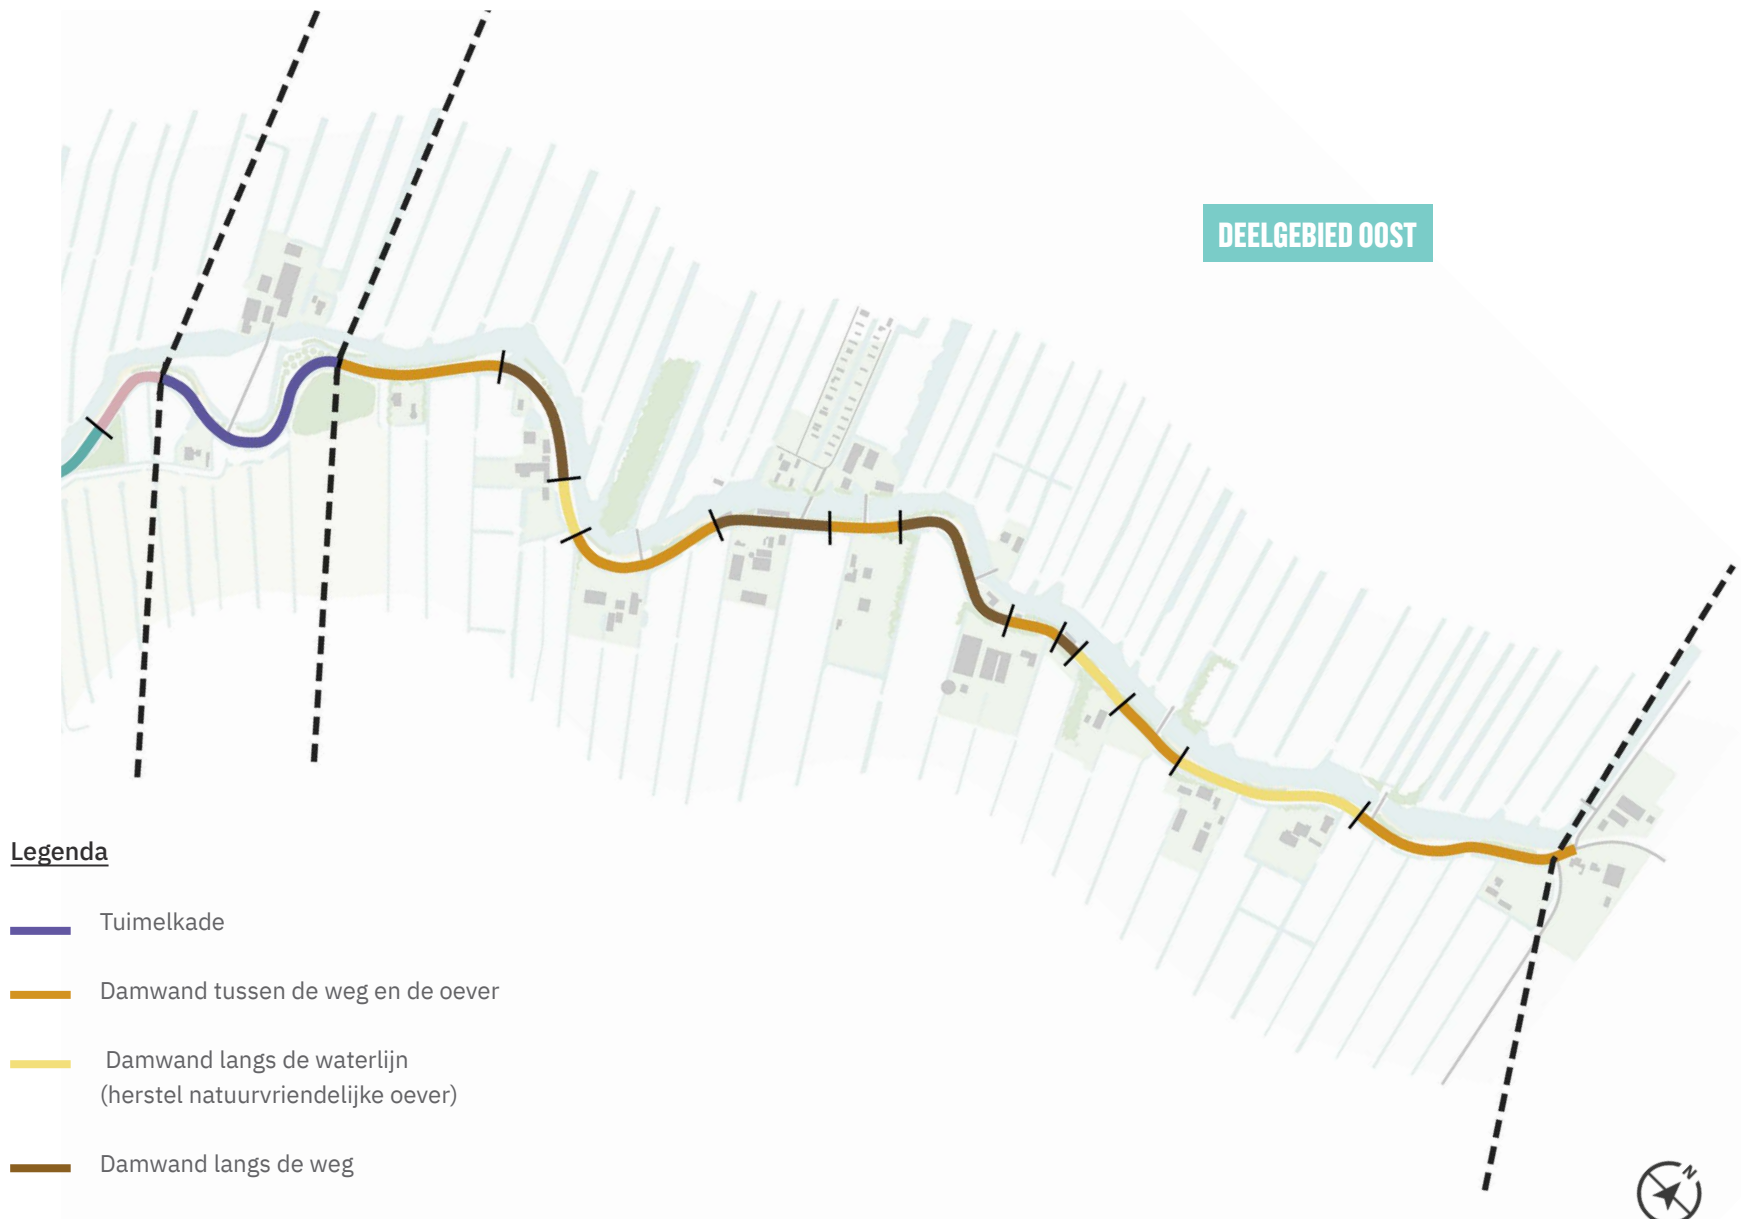 DEELGEBIED OOST
Legenda
Tuimelkade
Damwand tussen de weg en de oever
Damwand langs de waterlijn
(herstel natuurvriendelijke oever)
Damwand langs de weg
N